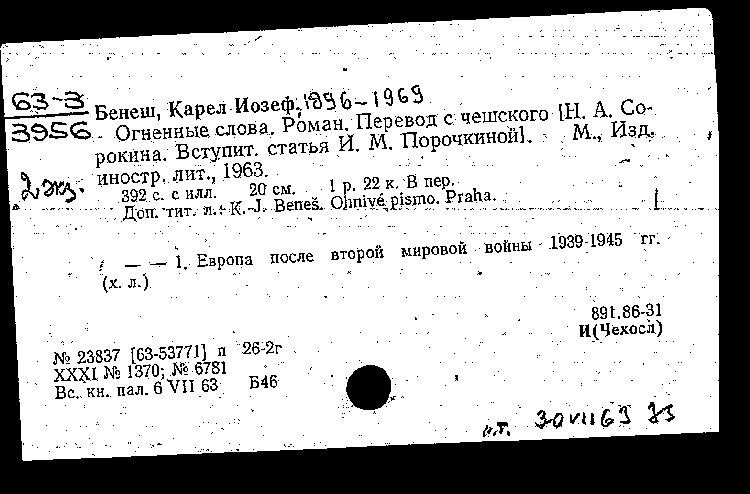 63-3
3956
2 экз.
Бенеш, Карел Иозеф, 1896-1969
Огненные слова. Роман. Перевод с чешского [Н. А. Со-
рокина. Вступит. статья И. М. Порочкиной]. М., Изд.
иностр. лит., 1963.
392 с. с илл. 20 см. 1 р. 22 к. В пер.
Доп. тит. л.: K.-J. Beneš. Ohnivé pismo. Praha.
— — 1. Европа после второй мировой войны 1939-1945 гг.
(х. л.)
891.86-31
И(Чехосл)
№ 23837 [63-53771] п 26-2г
XXXI № 1370; № 6781
Вс. кн. пал. 6 VII 63 Б46
н.т. 30 VII 63